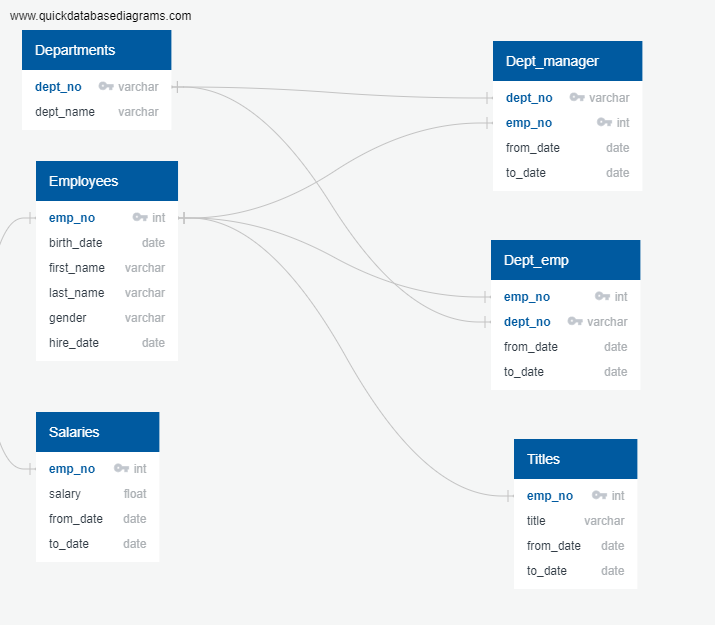 www.quickdatabasediagrams.com
Departments
dept_no varchar
dept_name varchar
Employees
emp_no int
birth_date date
first_name varchar
last_name varchar
gender varchar
hire_date date
Salaries
emp_no int
salary float
from_date date
to_date date
Dept_manager
dept_no varchar
emp_no int
from_date date
to_date date
Dept_emp
emp_no int
dept_no varchar
from_date date
to_date date
Titles
emp_no int
title varchar
from_date date
to_date date